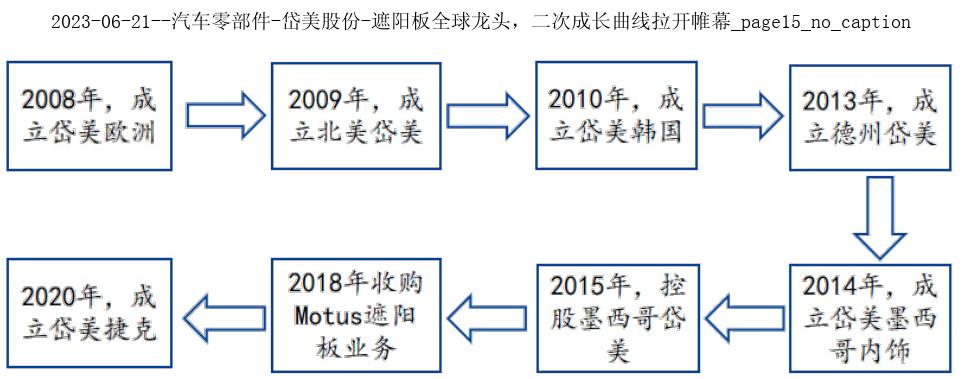 2023-06-21--汽车零部件-岱美股份-遮阳板全球龙头，二次成长曲线拉开帷幕_page15_no_caption
2008年，成
立岱美欧洲
2009年，成
立北美岱美
2010年，成
立岱美韩国
2013年，成
立德州岱美
2014年，成
立岱美墨西
哥内饰
2015年，控
股墨西哥岱
美
2018年收购
Motus遮阳
板业务
2020年，成
立岱美捷克